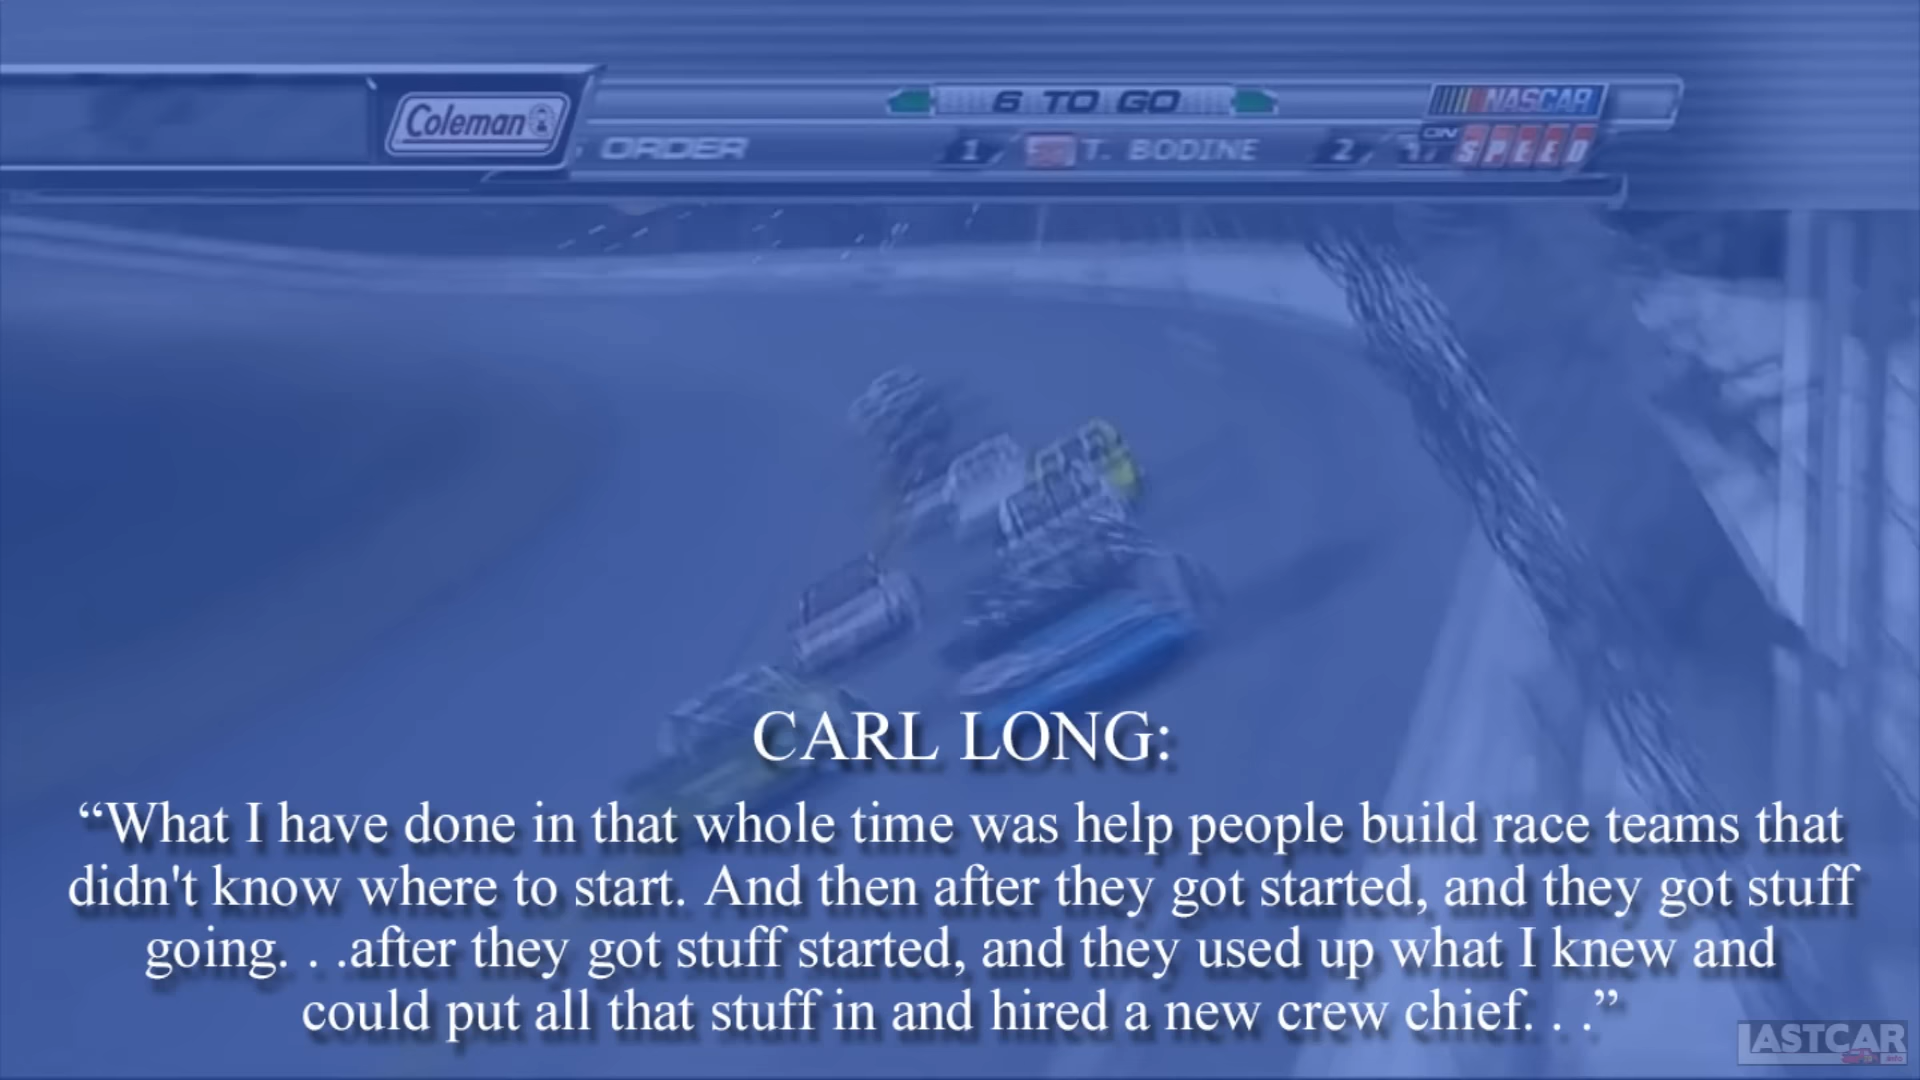 6 TO GO
NASCAR
Coleman
ORDER 1 T. BODINE 2
ON SPEED
CARL LONG:
“What I have done in that whole time was help people build race teams that
didn't know where to start. And then after they got started, and they got stuff
going. . .after they got stuff started, and they used up what I knew and
could put all that stuff in and hired a new crew chief. . .”
LASTCAR
info